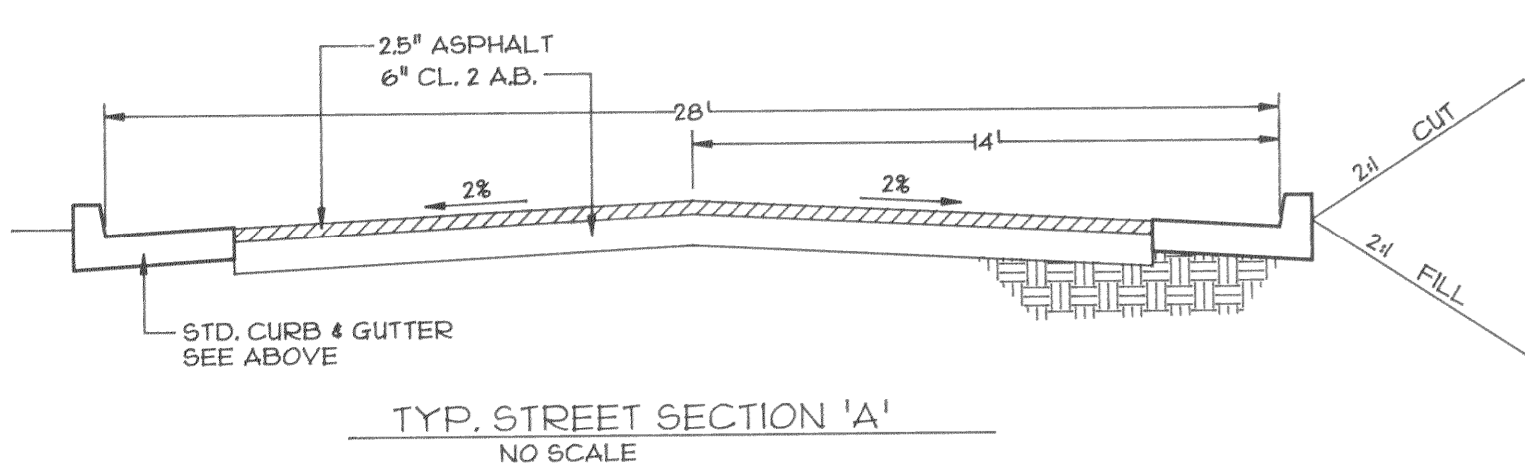 2.5" ASPHALT
6" CL. 2 A.B.
28'
14'
2%
2%
CUT
2:1
2:1
FILL
STD. CURB & GUTTER
SEE ABOVE
TYP. STREET SECTION 'A'
NO SCALE